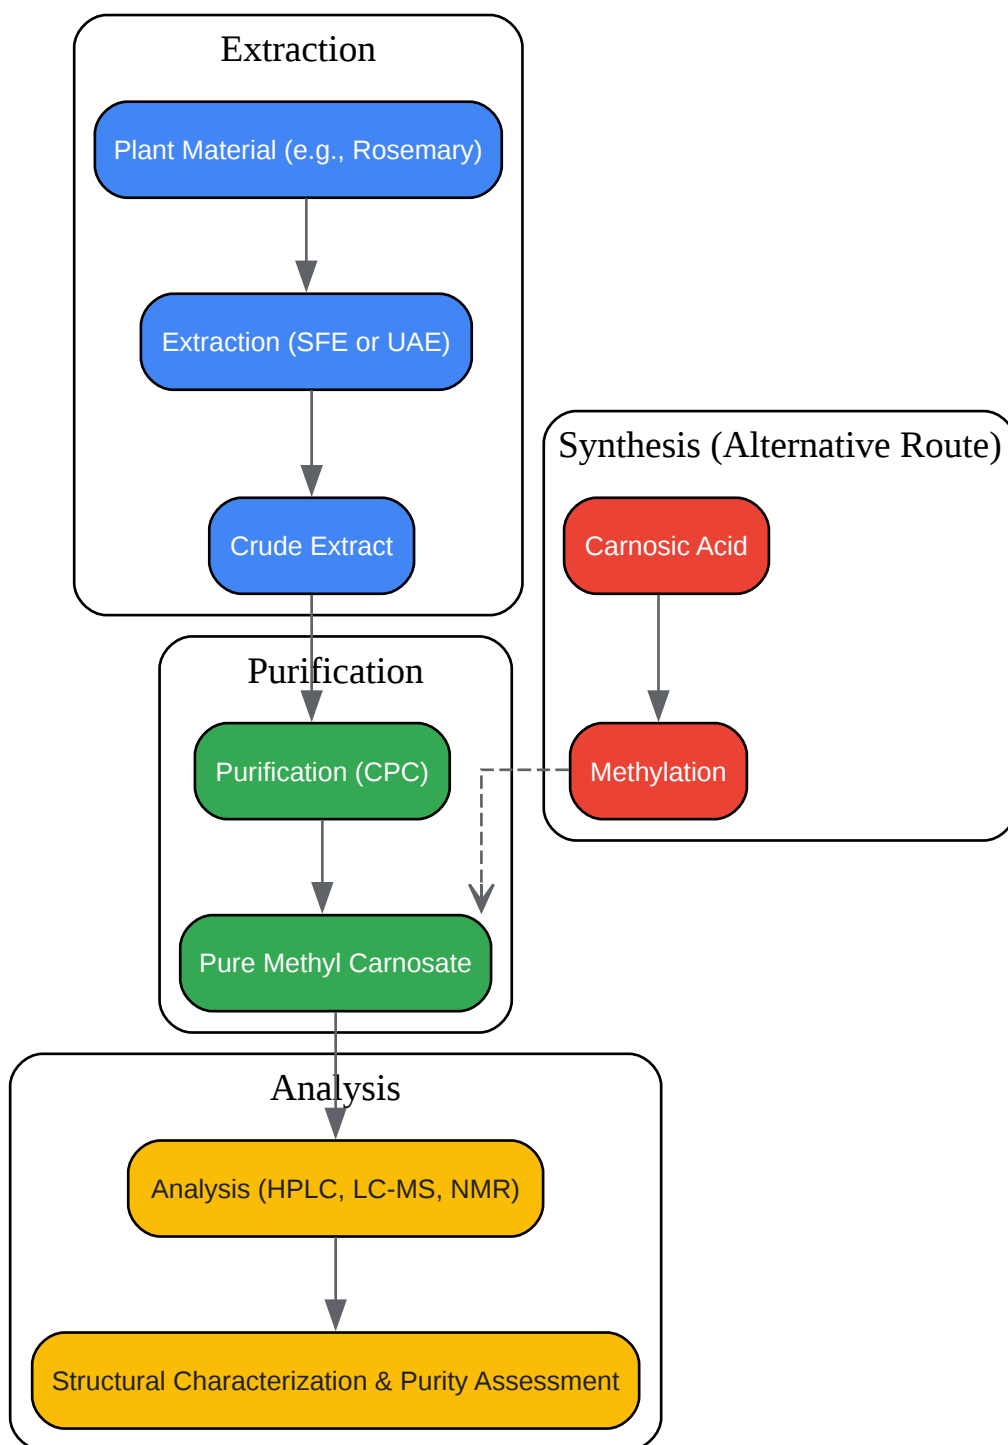 Extraction
Plant Material (e.g., Rosemary)
Extraction (SFE or UAE)
Crude Extract
Synthesis (Alternative Route)
Carnosic Acid
Methylation
Purification
Purification (CPC)
Pure Methyl Carnosate
Analysis
Analysis (HPLC, LC-MS, NMR)
Structural Characterization & Purity Assessment